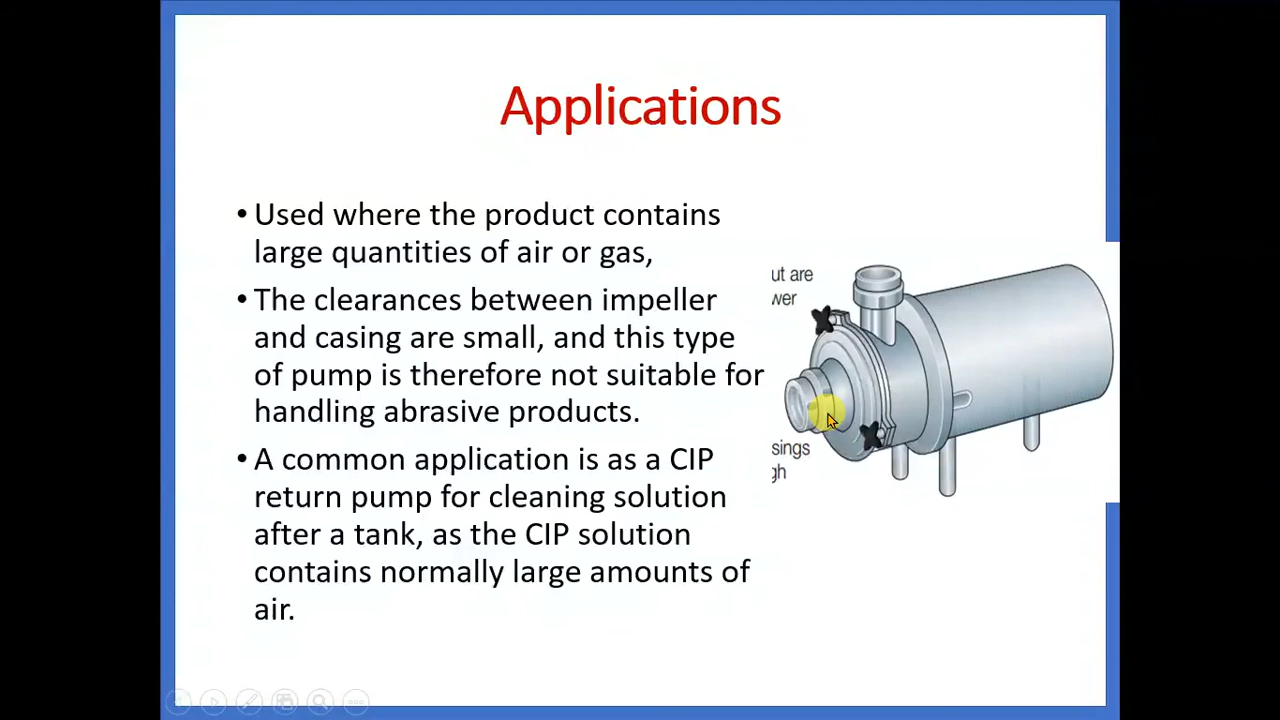 Applications
• Used where the product contains
large quantities of air or gas,
• The clearances between impeller
and casing are small, and this type
of pump is therefore not suitable for
handling abrasive products.
• A common application is as a CIP
return pump for cleaning solution
after a tank, as the CIP solution
contains normally large amounts of
air.
ut are
wer
sings
gh